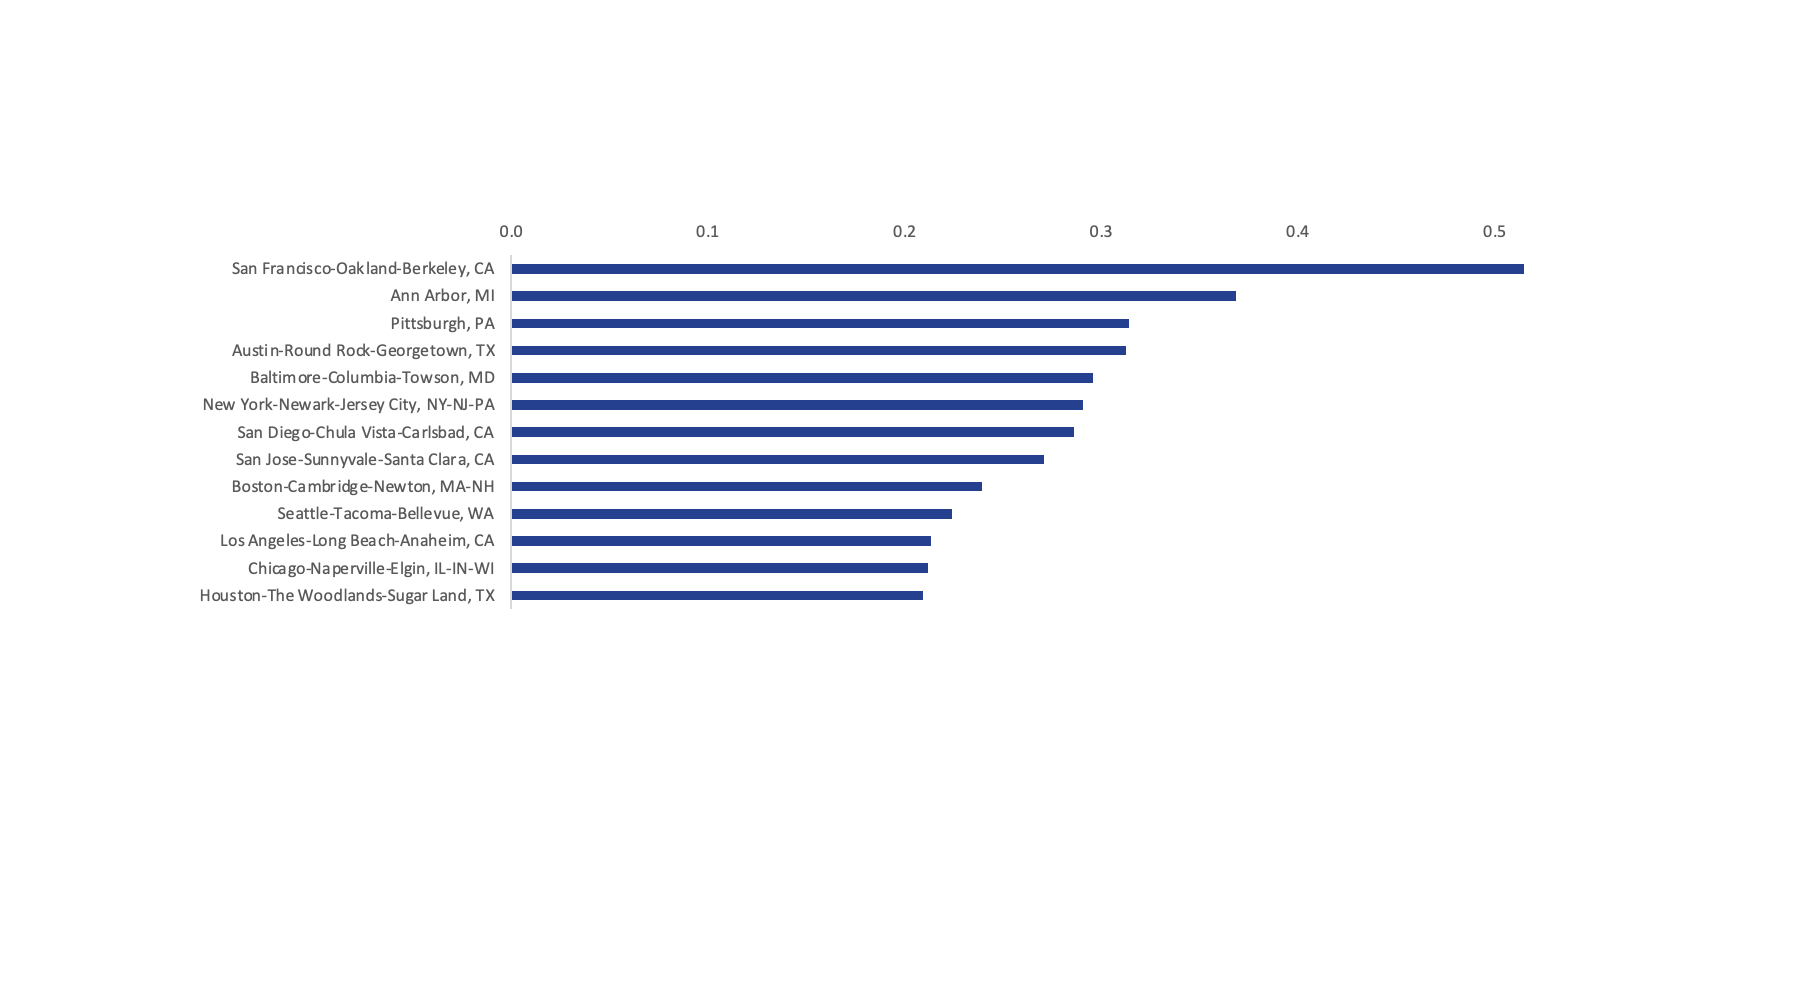 0.0 0.1 0.2 0.3 0.4 0.5
San Francisco-Oakland-Berkeley, CA
Ann Arbor, MI
Pittsburgh, PA
Austin-Round Rock-Georgetown, TX
Baltimore-Columbia-Towson, MD
New York-Newark-Jersey City, NY-NJ-PA
San Diego-Chula Vista-Carlsbad, CA
San Jose-Sunnyvale-Santa Clara, CA
Boston-Cambridge-Newton, MA-NH
Seattle-Tacoma-Bellevue, WA
Los Angeles-Long Beach-Anaheim, CA
Chicago-Naperville-Elgin, IL-IN-WI
Houston-The Woodlands-Sugar Land, TX